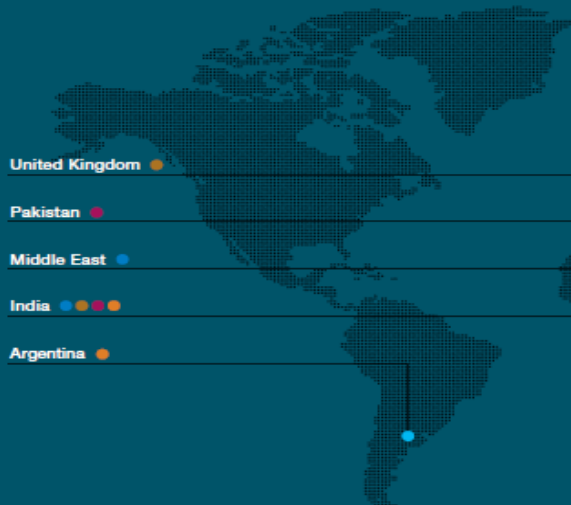 United Kingdom
Pakistan
Middle East
India
Argentina